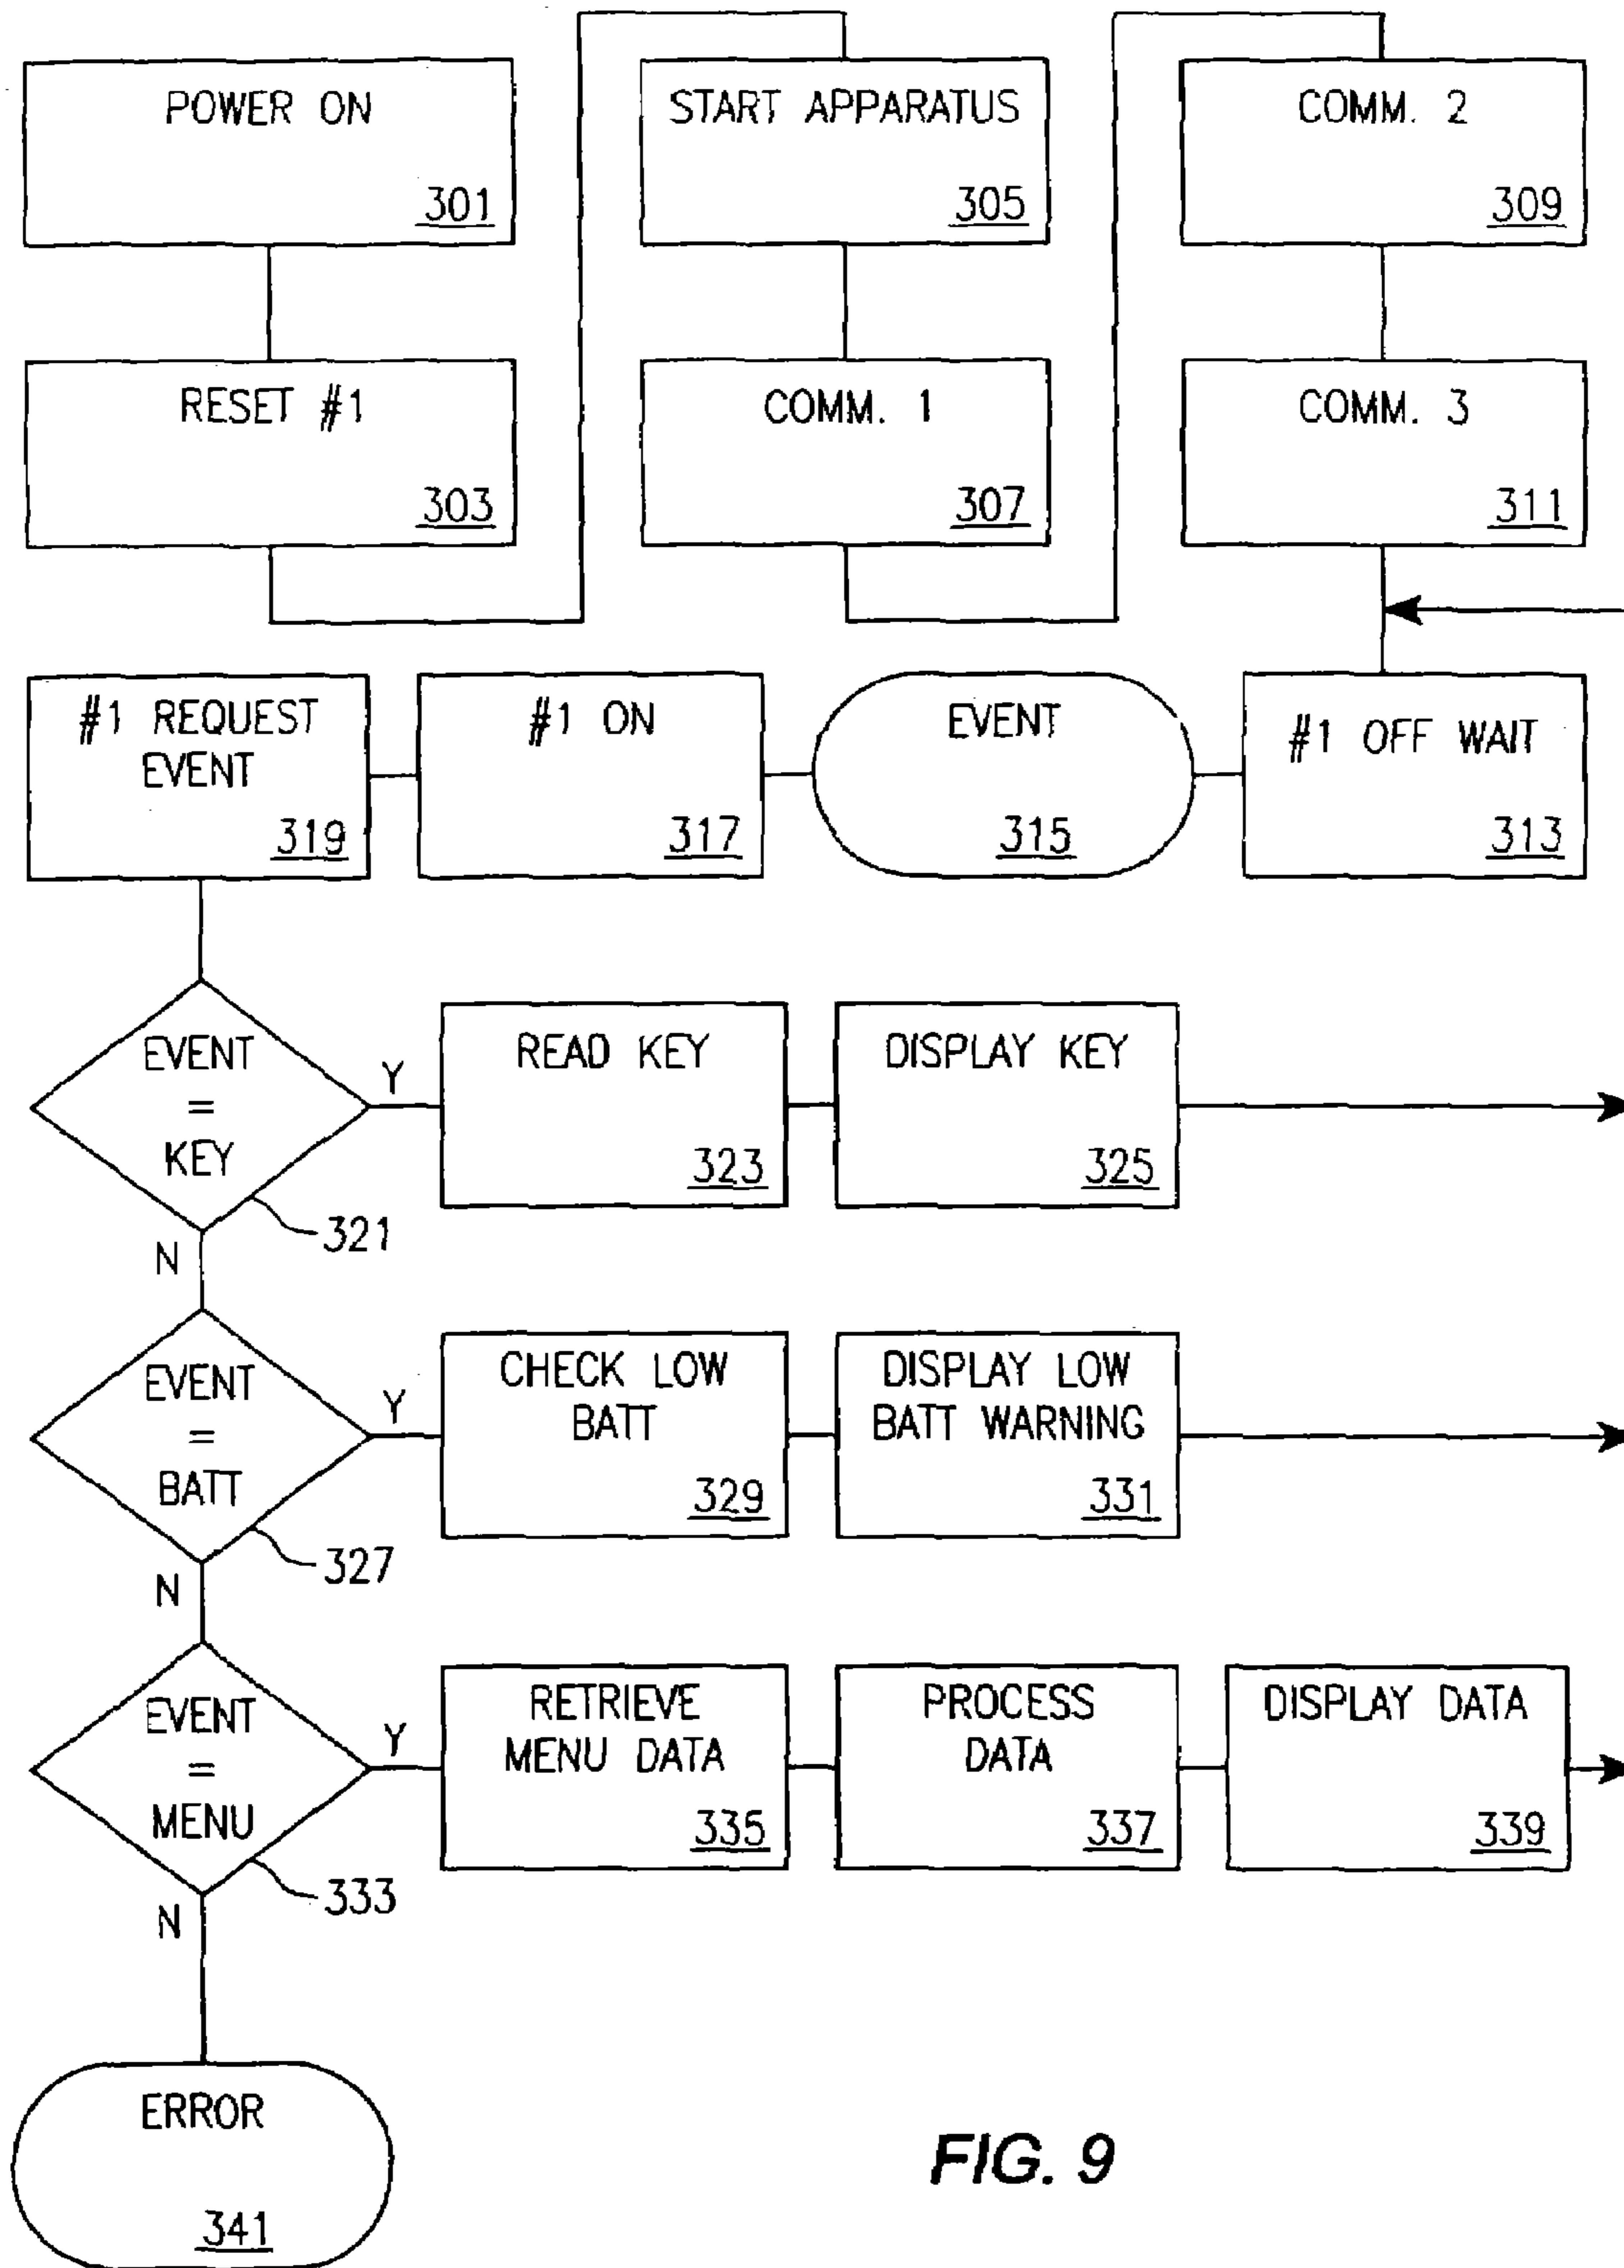 POWER ON
301
START APPARATUS
305
COMM. 2
309
RESET #1
303
COMM. 1
307
COMM. 3
311
#1 REQUEST
EVENT
319
#1 ON
317
EVENT
315
#1 OFF WAIT
313
EVENT
=
KEY
321
Y
N
READ KEY
323
DISPLAY KEY
325
EVENT
=
BATT
327
Y
N
CHECK LOW
BATT
329
DISPLAY LOW
BATT WARNING
331
EVENT
=
MENU
333
Y
N
RETRIEVE
MENU DATA
335
PROCESS
DATA
337
DISPLAY DATA
339
ERROR
341
FIG. 9